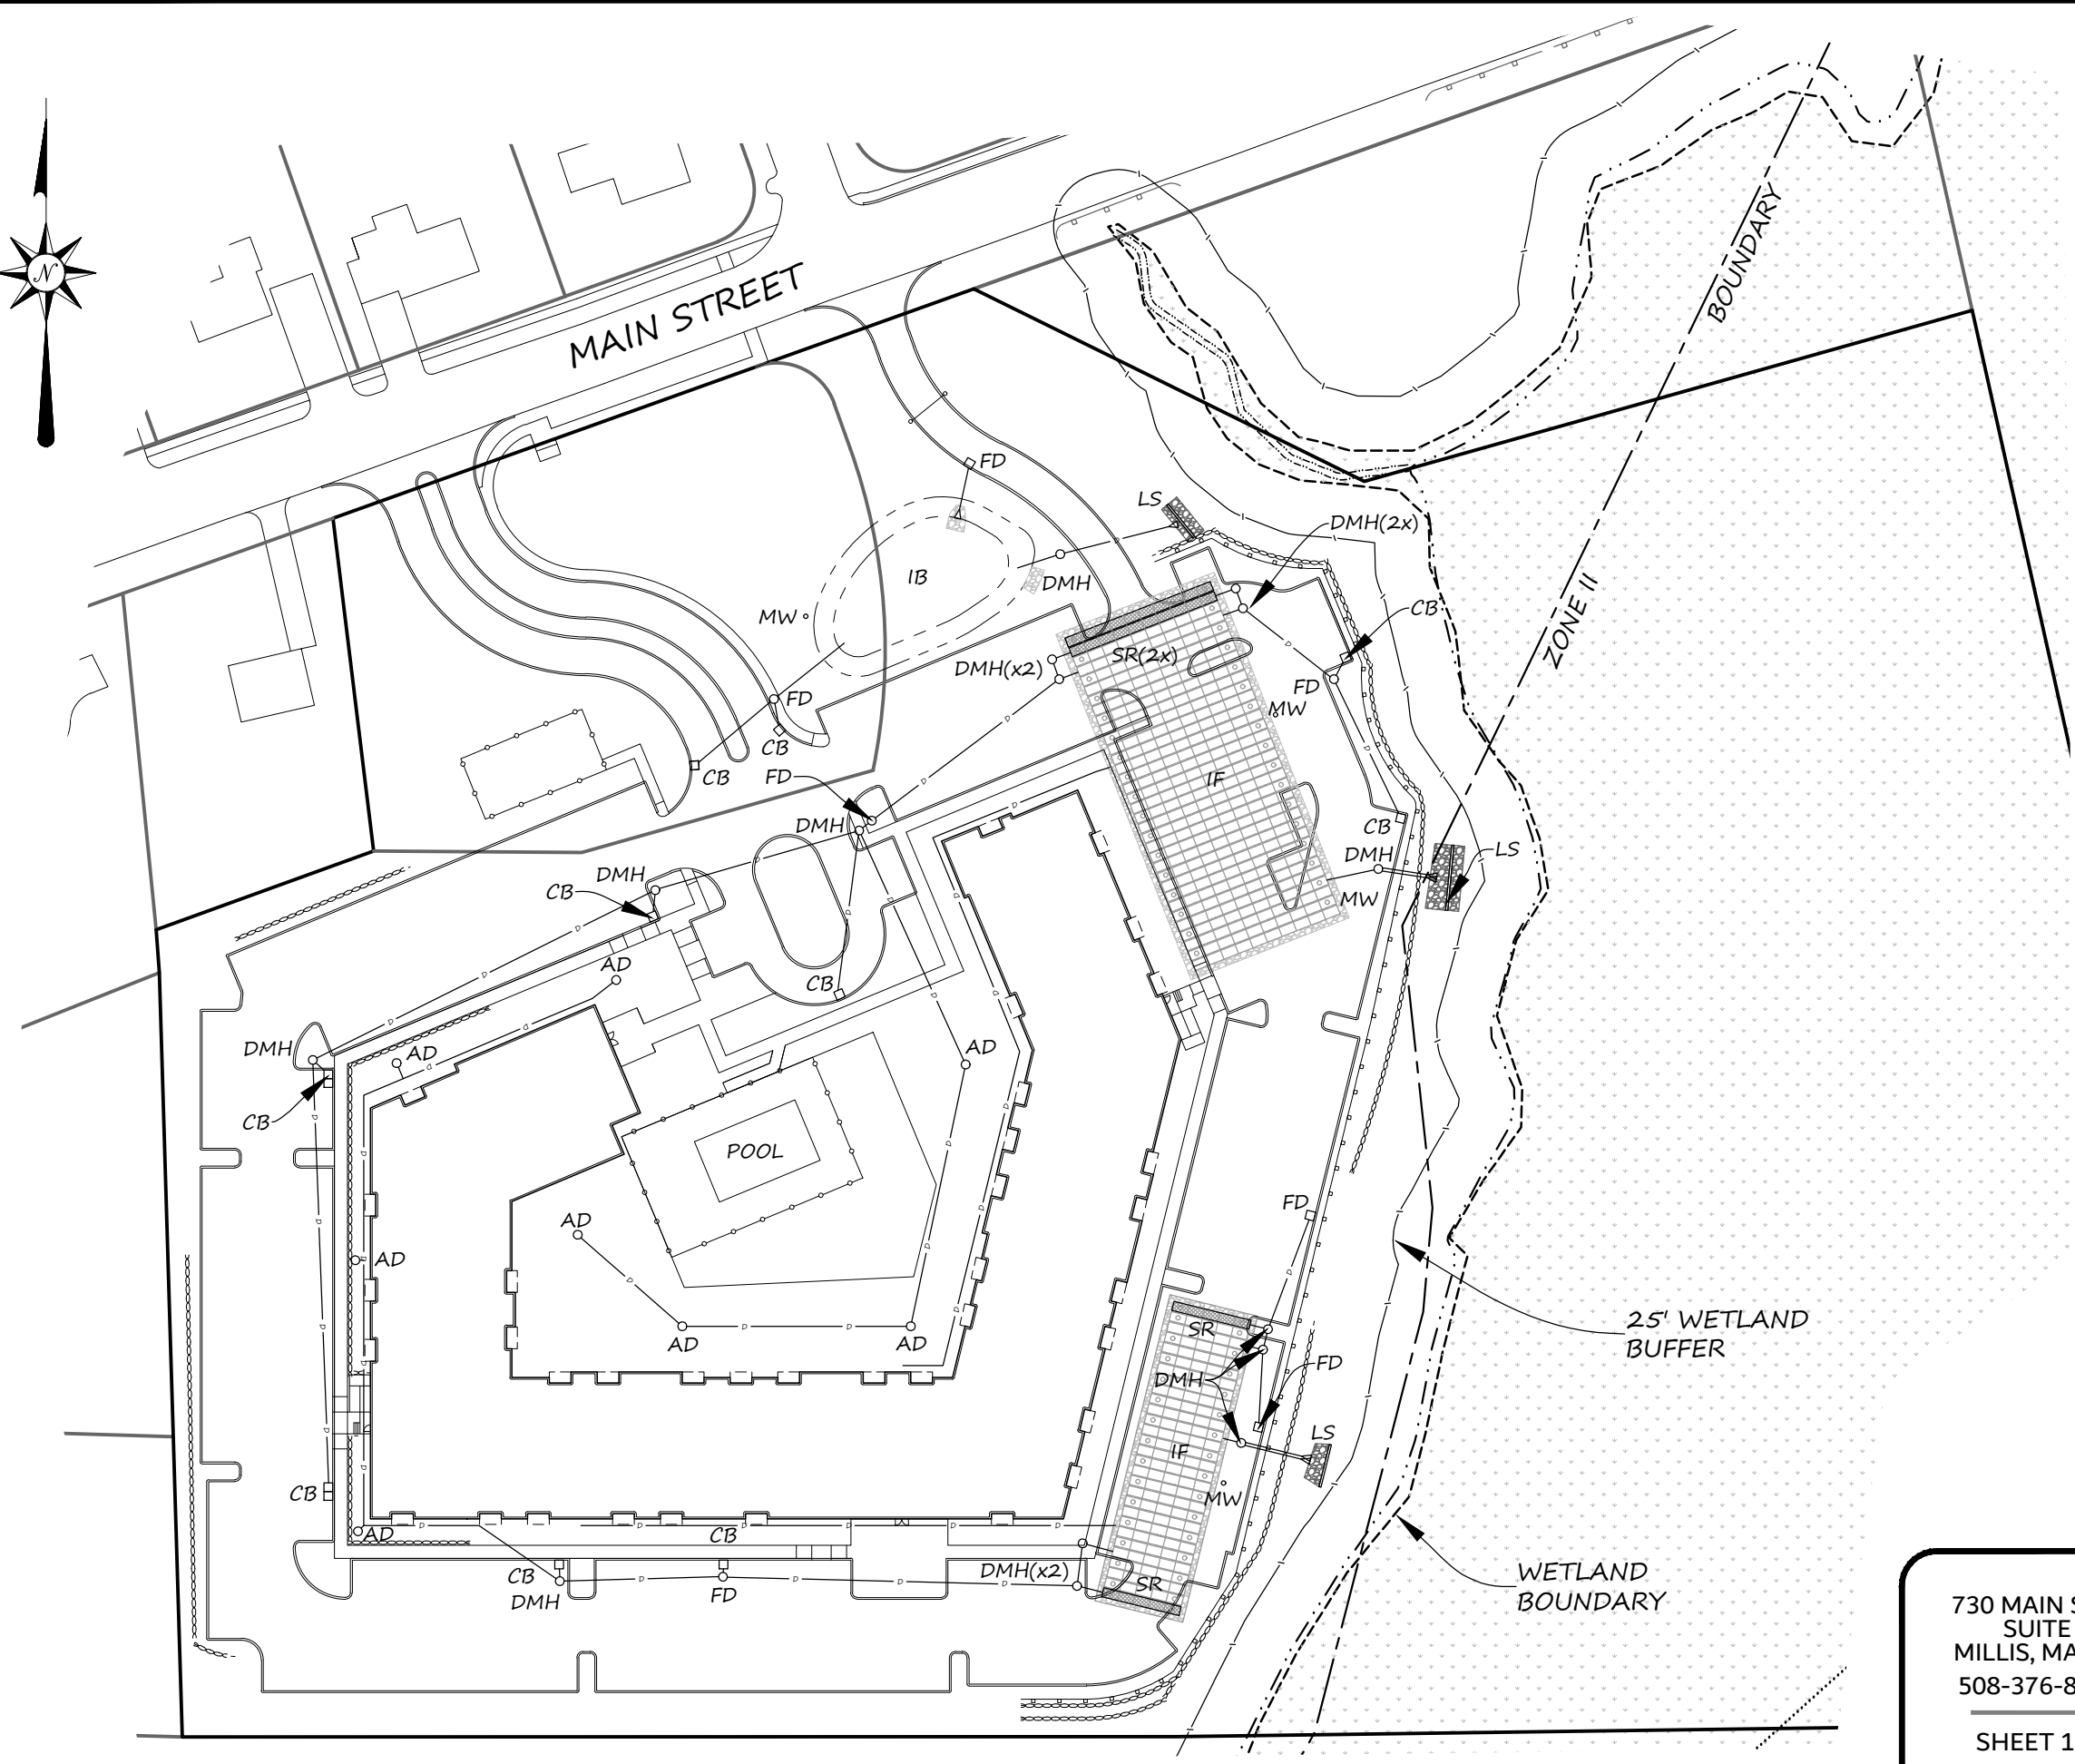 N
MAIN STREET
BOUNDARY
ZONE II
FD
LS
DMH(2x)
DMH
IB
MW
CB
DMH(x2)
SR(2x)
FD
MW
FD
CB
CB
FD
IF
DMH
CB
DMH
LS
DMH
CB
MW
AD
CB
DMH
AD
AD
CB
POOL
FD
AD
AD
25' WETLAND
BUFFER
SR
AD
AD
FD
DMH
LS
IF
CB
MW
AD
CB
CB
DMH(x2)
SR
DMH
FD
WETLAND
BOUNDARY
730 MAIN
SUITE
MILLIS, MA
508-376-8
SHEET 1